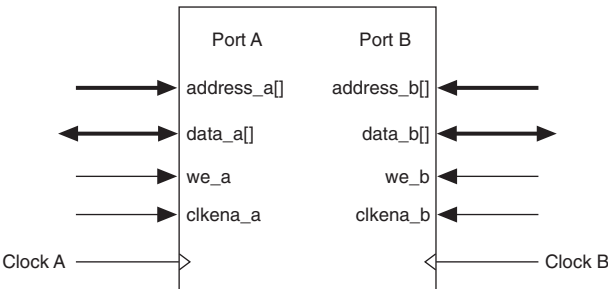 Port A Port B
address_a[] address_b[]
data_a[] data_b[]
we_a we_b
clkena_a clkena_b
Clock A Clock B